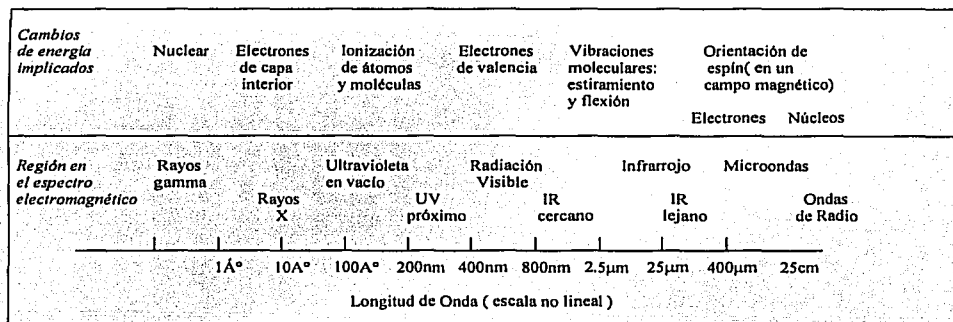 Cambios
de energía
implicados
Nuclear
Electrones
de capa
interior
Ionización
de átomos
y moléculas
Electrones
de valencia
Vibraciones
moleculares:
estiramiento
y flexión
Orientación de
espín( en un
campo magnético)
Electrones Núcleos
Región en
el espectro
electromagnético
Rayos
gamma
Rayos
X
Ultravioleta
en vacío
UV
próximo
Radiación
Visible
IR
cercano
Infrarrojo
IR
lejano
Microondas
Ondas
de Radio
1Aº 10Aº 100Aº 200nm 400nm 800nm 2.5µm 25µm 400µm 25cm
Longitud de Onda ( escala no lineal )